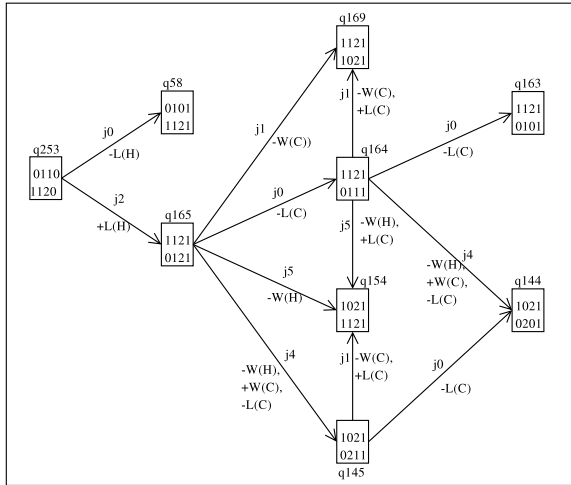 q169
1121
1021
q58
0101
1121
q163
1121
0101
j1
-W(C),
+L(C)
j0
-L(H)
j1
-W(C))
j0
-L(C)
q253
0110
1120
q164
1121
0111
j0
-L(C)
j2
+L(H)
q165
1121
0121
j5
-W(H),
+L(C)
j4
-W(H),
+W(C),
-L(C)
j5
-W(H)
q154
1021
1121
q144
1021
0201
j4
-W(H),
+W(C),
-L(C)
j1
-W(C),
+L(C)
j0
-L(C)
1021
0211
q145